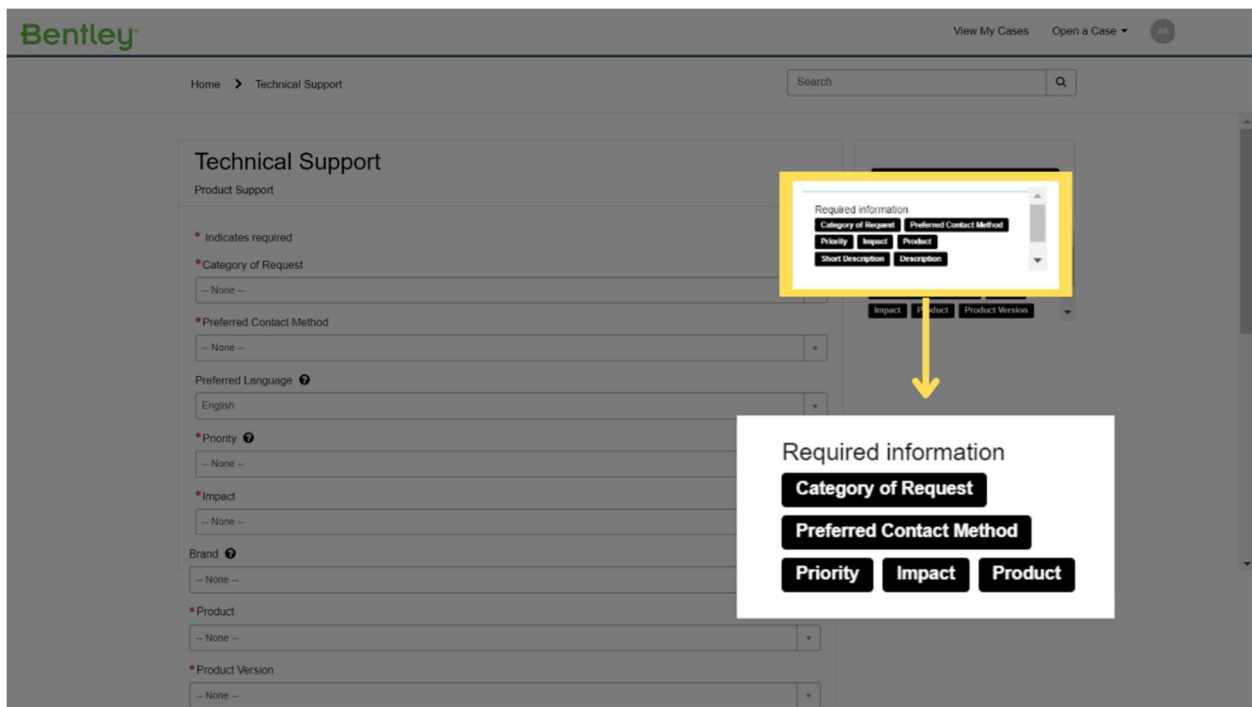 Bentley
View My Cases Open a Case
AB
Home Technical Support
Search
Technical Support
Product Support
* Indicates required
*Category of Request
-- None --
*Preferred Contact Method
-- None --
Preferred Language
English
*Priority
-- None --
*Impact
-- None --
Brand
-- None --
*Product
-- None --
*Product Version
-- None --
Required information
Category of Request Preferred Contact Method
Priority Impact Product
Short Description Description
Impact Product Product Version
Required information
Category of Request
Preferred Contact Method
Priority Impact Product